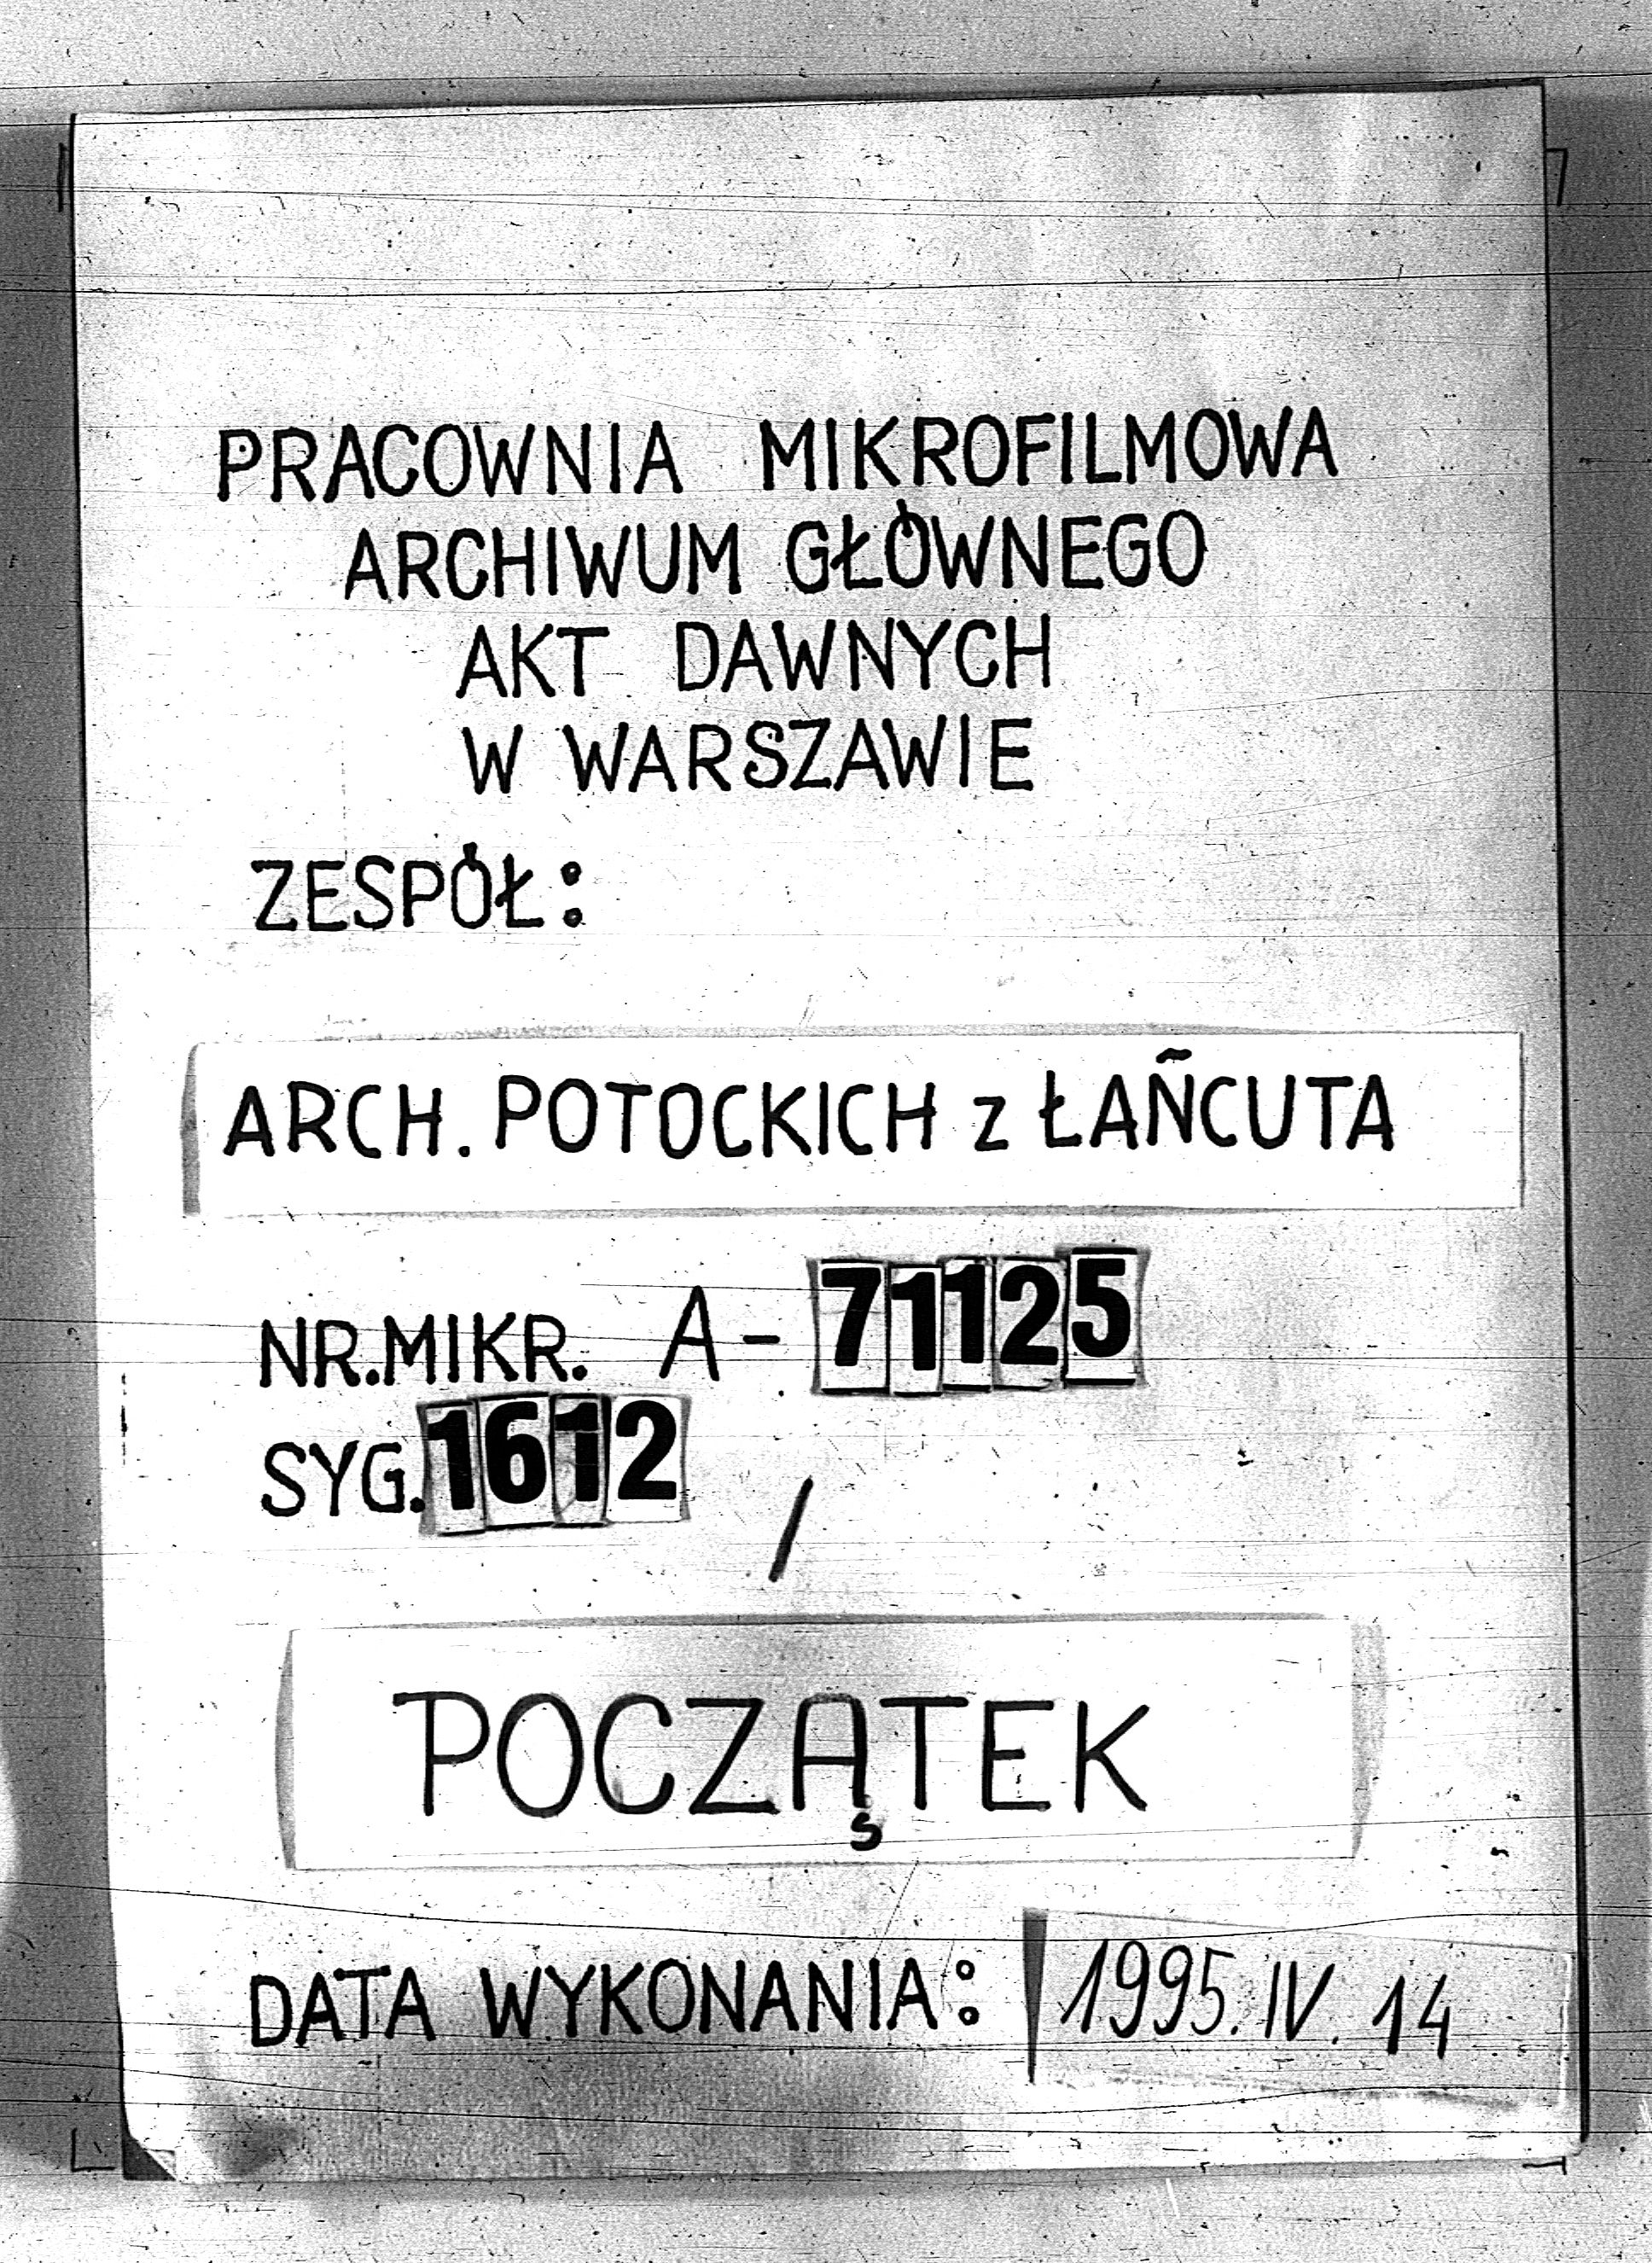 PRACOWNIA MIKROFILMOWA
ARCHIWUM GŁÓWNEGO
AKT DAWNYCH
W WARSZAWIE
ZESPÓŁ:
ARCH. POTOCKICH z ŁAŃCUTA
NR.MIKR. A-71125
SYG.1612
/
POCZĄTEK
DATA WYKONANIA: 1995.IV.14